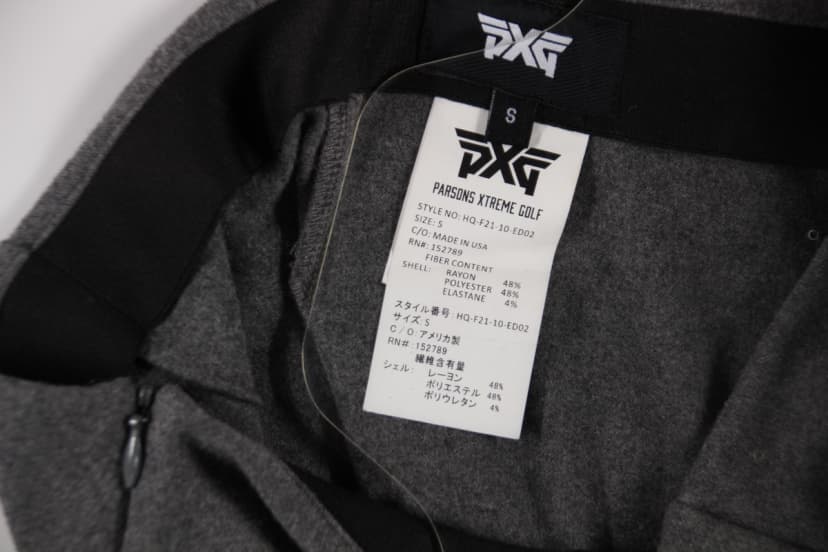 PXG
S
PXG
PARSONS XTREME GOLF
STYLE NO: HQ-F21-10-ED02
SIZE: S
C/O: MADE IN USA
RN#: 152789
FIBER CONTENT
SHELL: RAYON 48%
POLYESTER 48%
ELASTANE 4%
スタイル番号: HQ-F21-10-ED02
サイズ: S
C/O: アメリカ製
RN#: 152789
繊維含有量
シェル: レーヨン 48%
ポリエステル 48%
ポリウレタン 4%